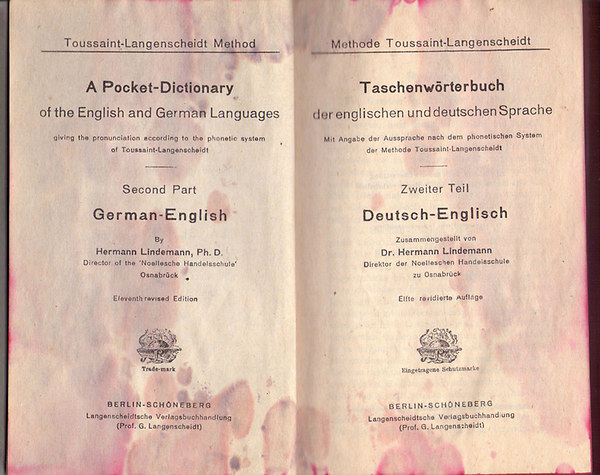 Toussaint-Langenscheidt Method
A Pocket-Dictionary
of the English and German Languages
giving the pronunciation according to the phonetic system
of Toussaint-Langenscheidt
Second Part
German-English
By
Hermann Lindemann, Ph. D.
Director of the 'Noellesche Handelsschule'
Osnabrück
Eleventh revised Edition
Trade-mark
BERLIN-SCHÖNEBERG
Langenscheidtsche Verlagsbuchhandlung
(Prof. G. Langenscheidt)
Methode Toussaint-Langenscheidt
Taschenwörterbuch
der englischen und deutschen Sprache
Mit Angabe der Aussprache nach dem phonetischen System
der Methode Toussaint-Langenscheidt
Zweiter Teil
Deutsch-Englisch
Zusammengestellt von
Dr. Hermann Lindemann
Direktor der Noelleschen Handelsschule
zu Osnabrück
Elfte revidierte Auflage
Eingetragene Schutzmarke
BERLIN-SCHÖNEBERG
Langenscheidtsche Verlagsbuchhandlung
(Prof. G. Langenscheidt)